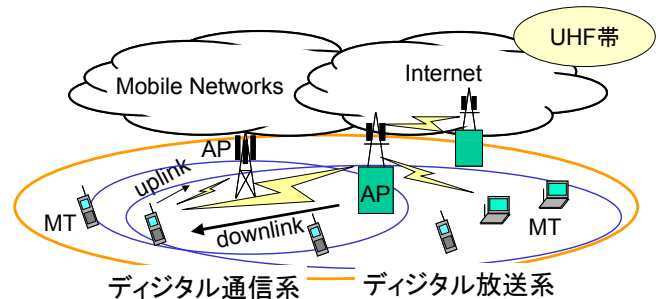 UHF帯
Mobile Networks
Internet
AP
uplink
AP
MT
MT
downlink
ディジタル通信系
ディジタル放送系